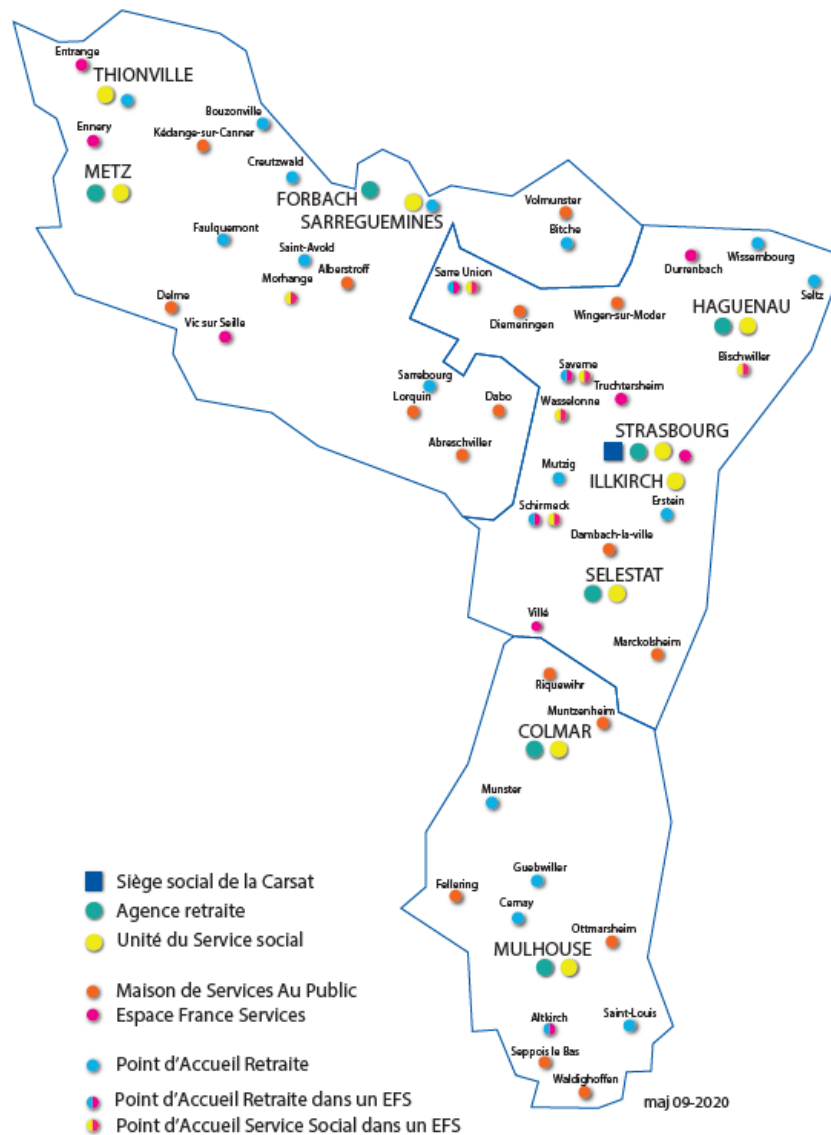 Entrange
THIONVILLE
Bouzonville
Ennery
Kédange-sur-Canner
Creutzwald
METZ
FORBACH
SARREGUEMINES
Volmunster
Bitche
Faulquemont
Saint-Avold
Morhange
Alberstroff
Sarre Union
Durrenbach
Wissembourg
Seltz
Delme
Vic sur Seille
Diemeringen
Wingen-sur-Moder
HAGUENAU
Bischwiller
Sarrebourg
Lorquin
Dabo
Saverne
Truchtersheim
Wasselonne
Abreschviller
STRASBOURG
Mutzig
ILLKIRCH
Schirmeck
Erstein
Dambach-la-ville
SELESTAT
Villé
Marckolsheim
Riquewihr
Muntzenheim
COLMAR
Munster
Guebwiller
Fellering
Cernay
Ottmarsheim
MULHOUSE
Altkirch
Saint-Louis
Seppois le Bas
Waldighoffen
Siège social de la Carsat
Agence retraite
Unité du Service social
Maison de Services Au Public
Espace France Services
Point d'Accueil Retraite
Point d'Accueil Retraite dans un EFS
Point d'Accueil Service Social dans un EFS
maj 09-2020